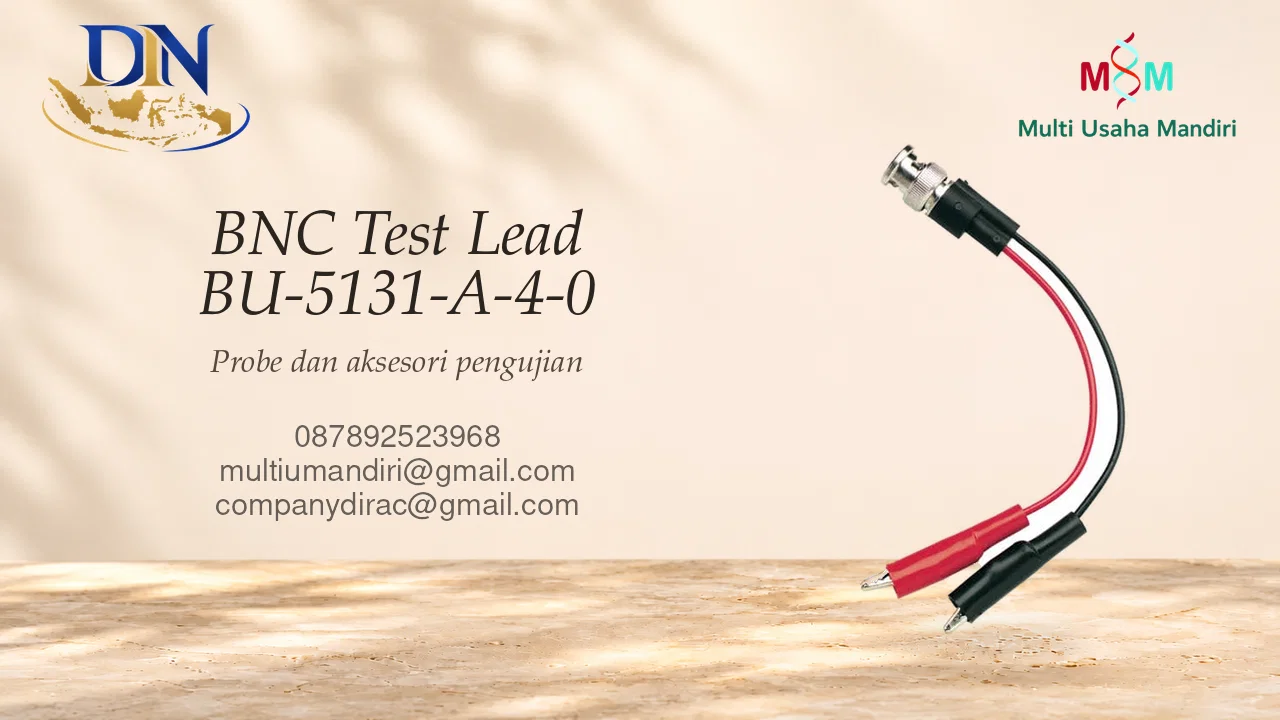 DIN
M M
Multi Usaha Mandiri
BNC Test Lead
BU-5131-A-4-0
Probe dan aksesori pengujian
087892523968
multiumandiri@gmail.com
companydirac@gmail.com